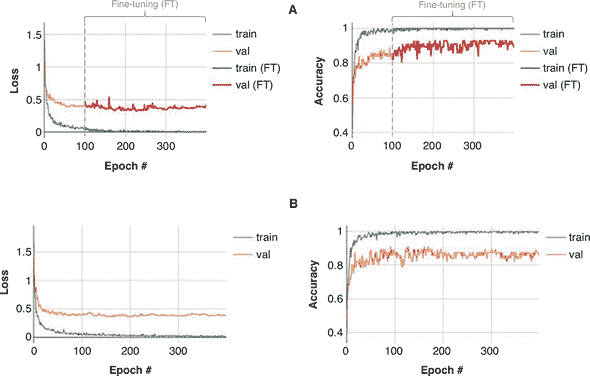 Fine-tuning (FT)
A
Fine-tuning (FT)
1.5
1
0.5
0
Loss
0
100
200
300
Epoch #
train
val
train (FT)
val (FT)
1
0.8
0.6
0.4
Accuracy
0
100
200
300
Epoch #
train
val
train (FT)
val (FT)
B
1.5
1
0.5
0
Loss
0
100
200
300
Epoch #
train
val
1
0.8
0.6
0.4
Accuracy
0
100
200
300
Epoch #
train
val